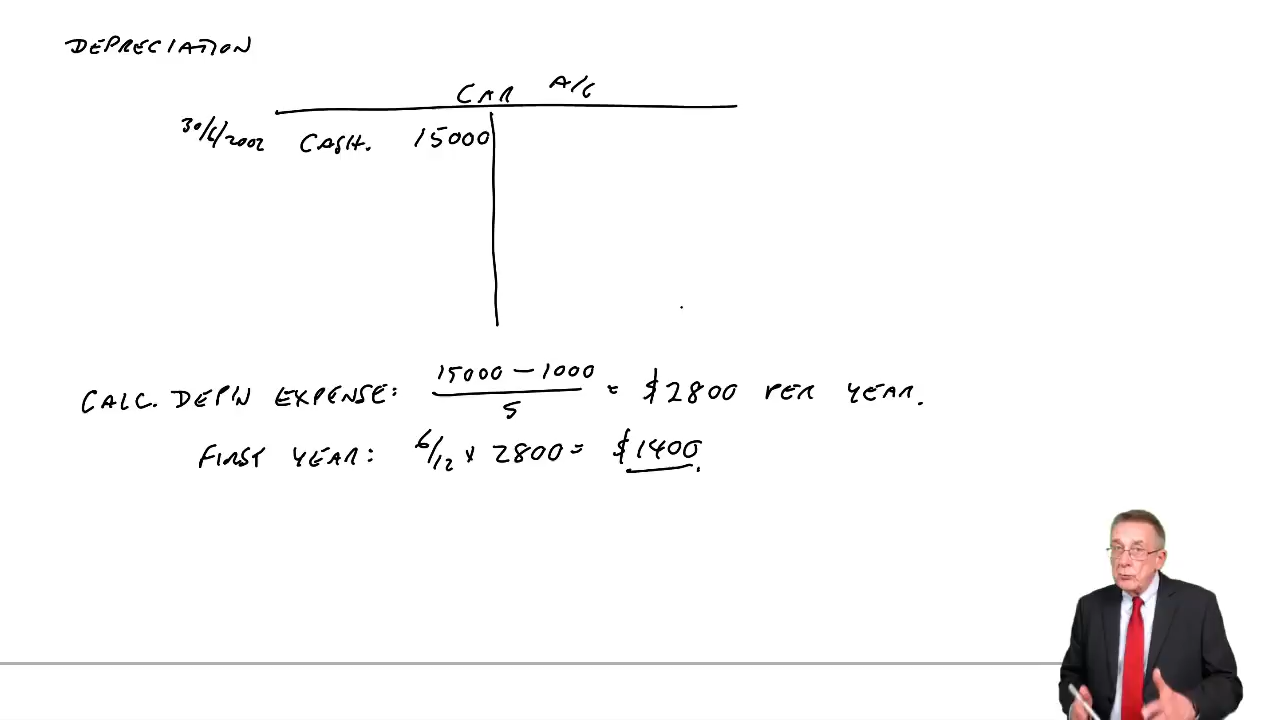 DEPRECIATION
CAR A/C
30/6/2002 CASH. 15000
CALC. DEP'N EXPENSE: 15000 - 1000 / 5 = $2800 PER YEAR.
FIRST YEAR: 6/12 x 2800 = $1400.